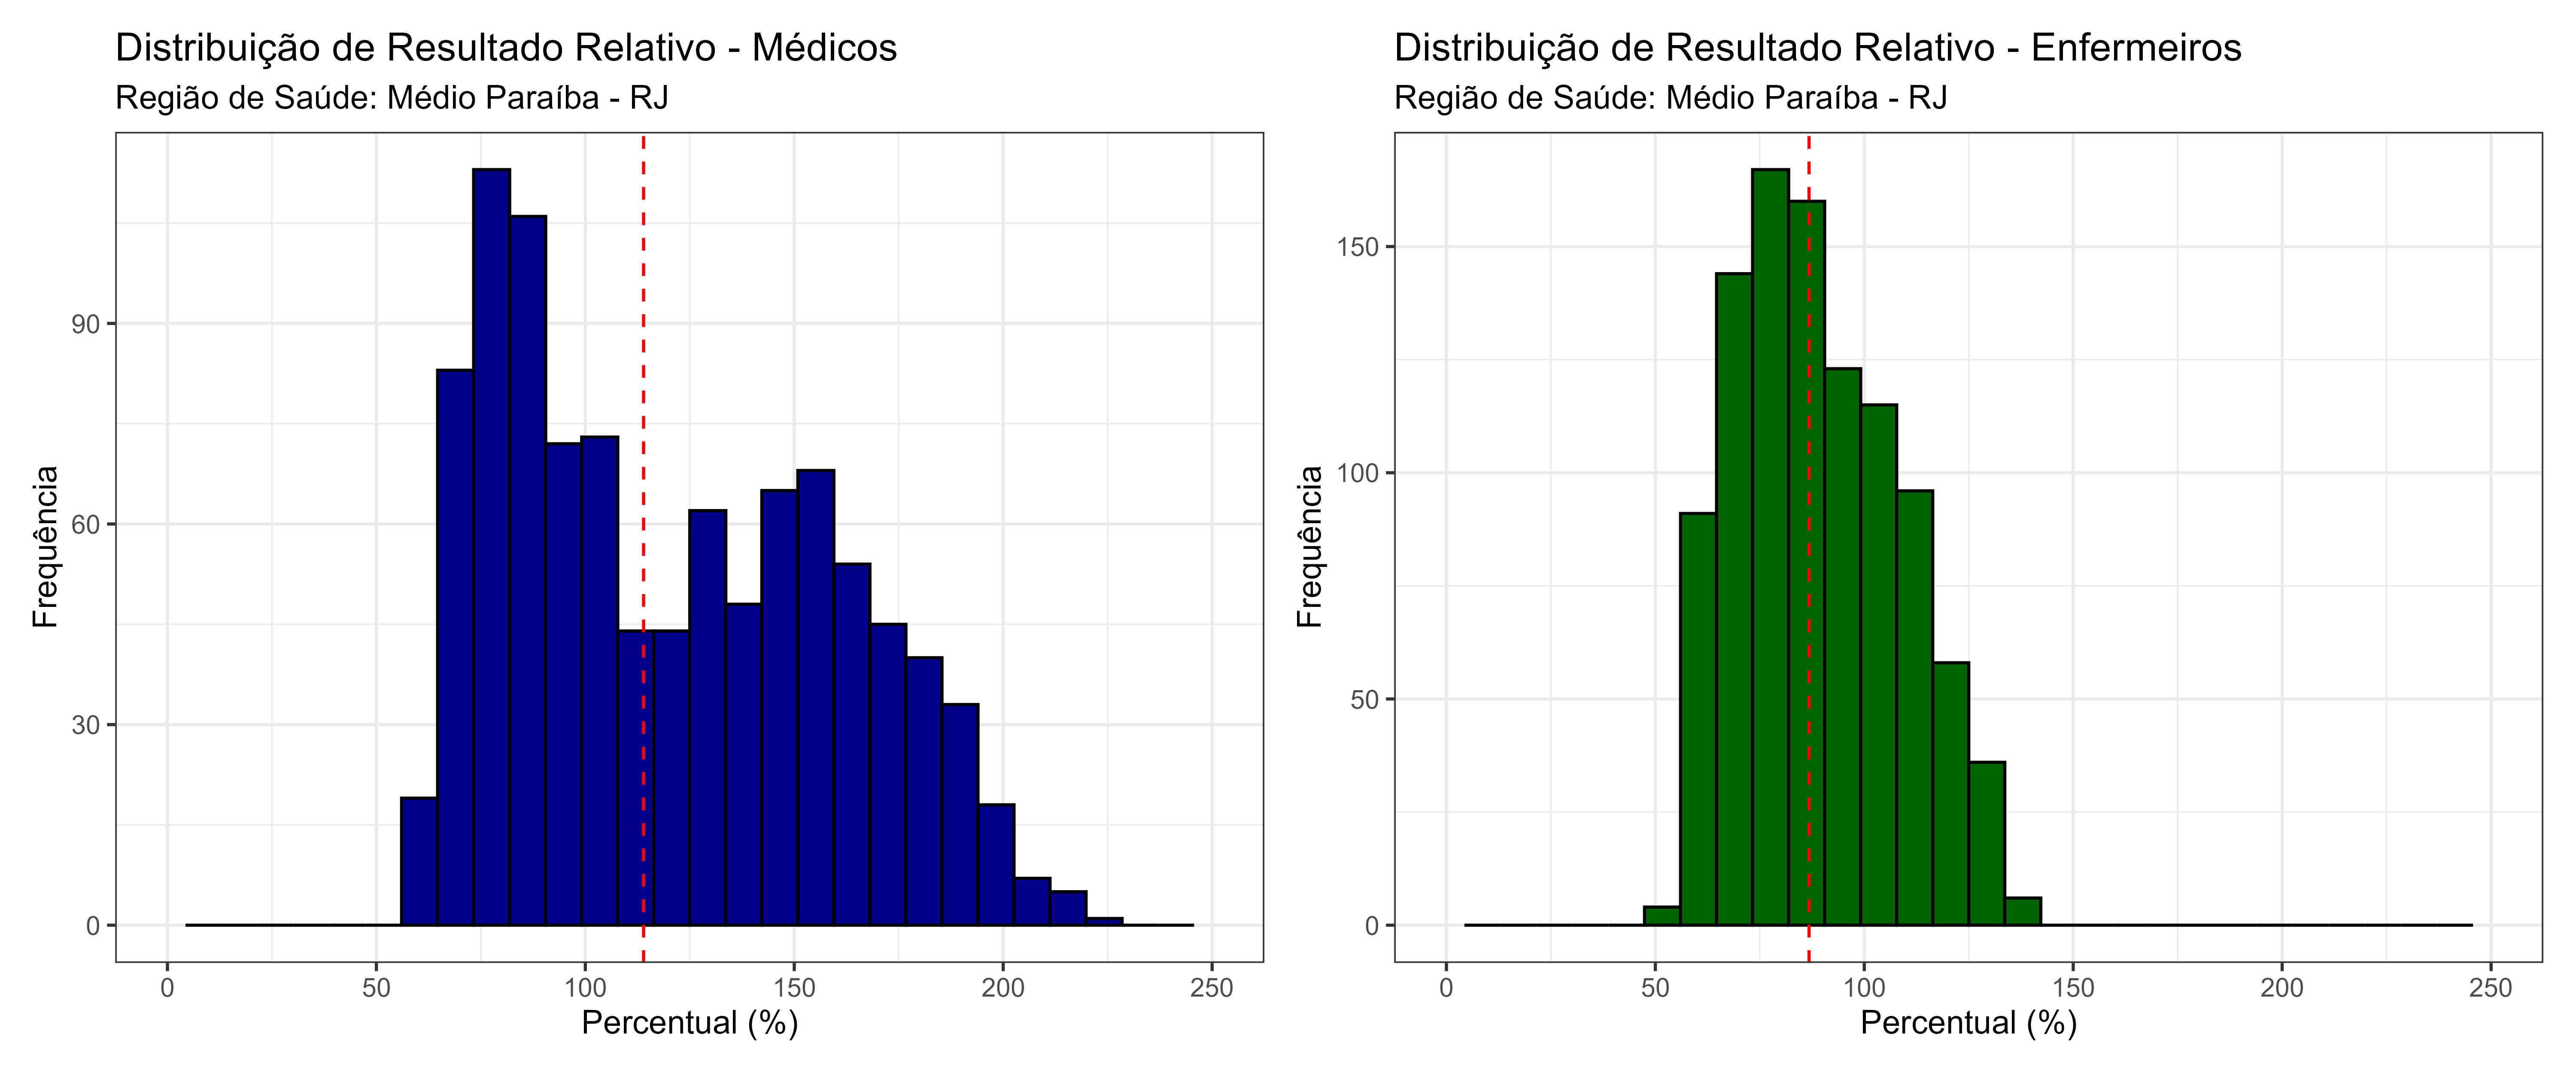 Distribuição de Resultado Relativo - Médicos
Região de Saúde: Médio Paraíba - RJ
Frequência
90
60
30
0
0 50 100 150 200 250
Percentual (%)
Distribuição de Resultado Relativo - Enfermeiros
Região de Saúde: Médio Paraíba - RJ
Frequência
150
100
50
0
0 50 100 150 200 250
Percentual (%)